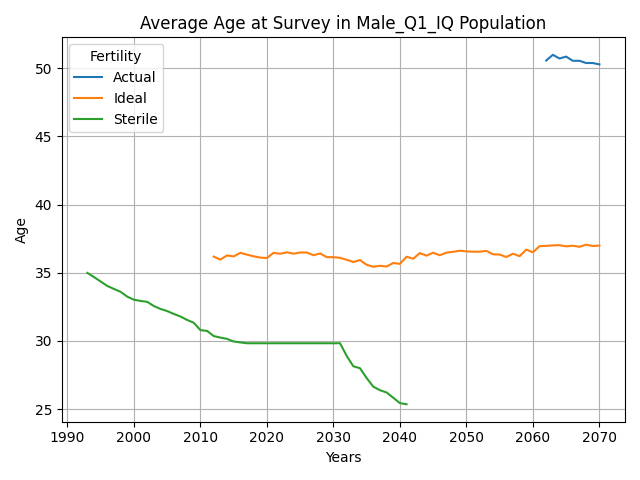 Average Age at Survey in Male_Q1_IQ Population
Fertility
Actual
Ideal
Sterile
50
45
40
35
30
25
Age
1990 2000 2010 2020 2030 2040 2050 2060 2070
Years